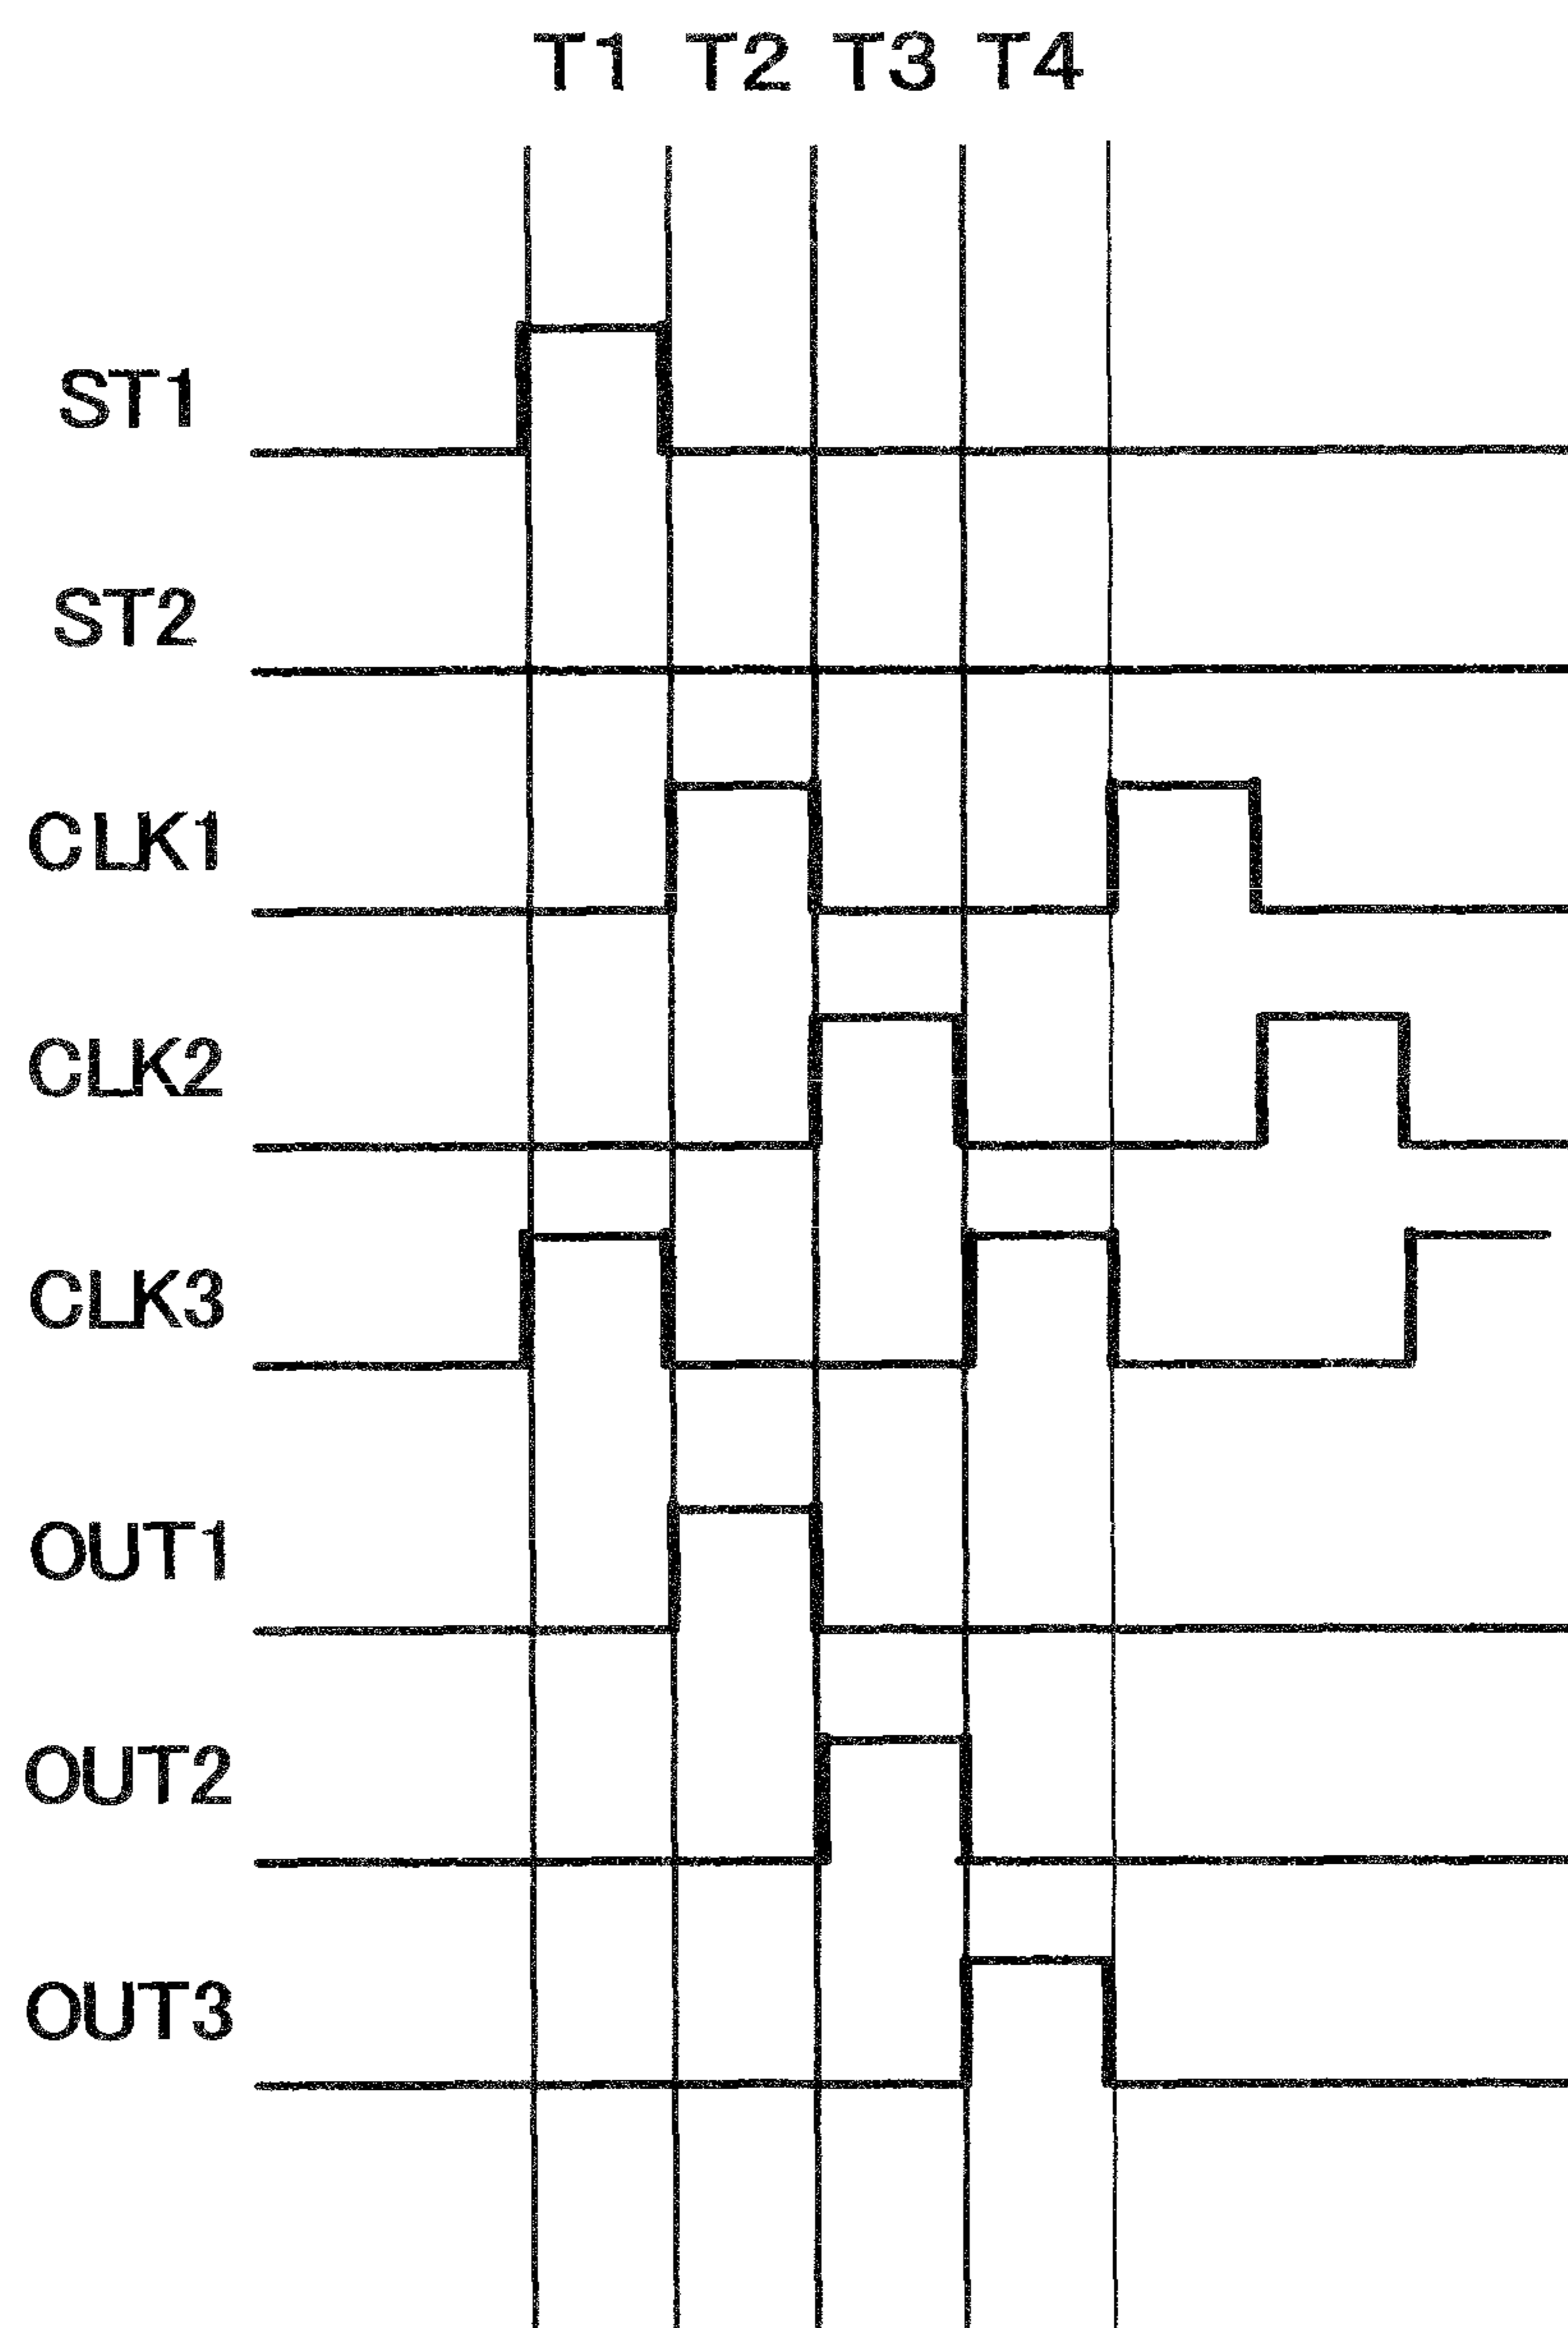 T1 T2 T3 T4
ST1
ST2
CLK1
CLK2
CLK3
OUT1
OUT2
OUT3